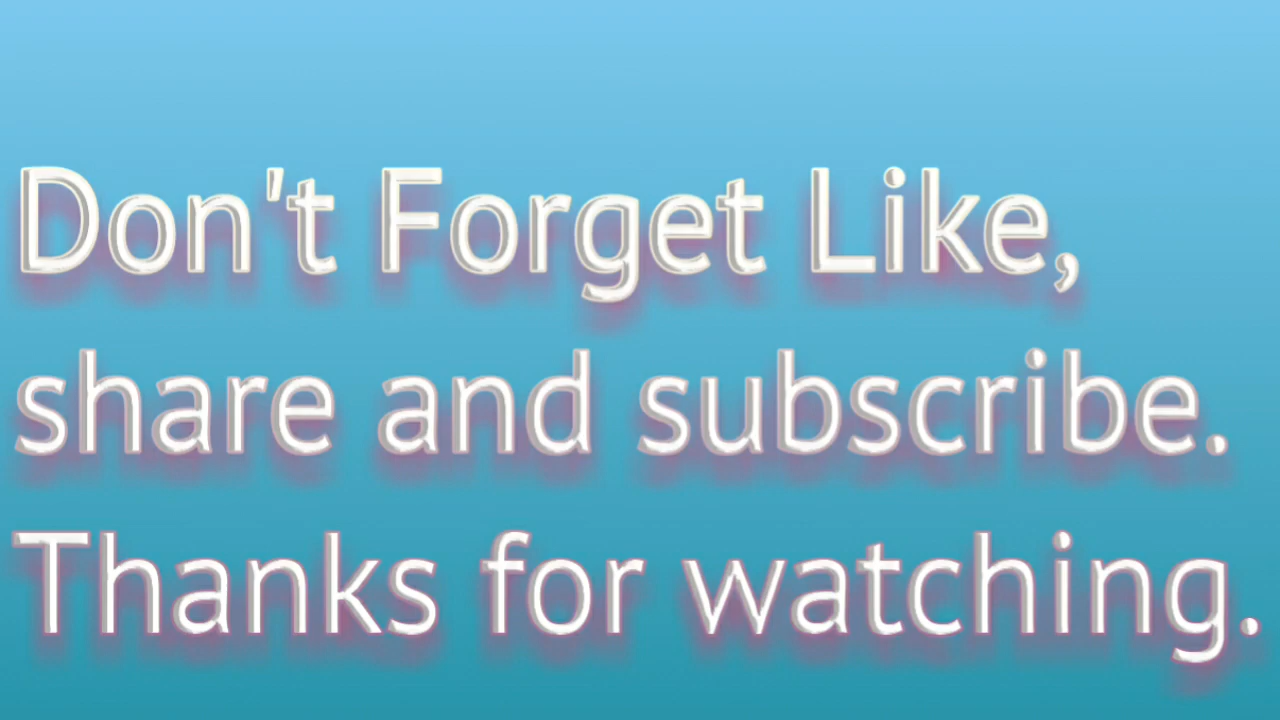 Don't Forget Like,
share and subscribe.
Thanks for watching.